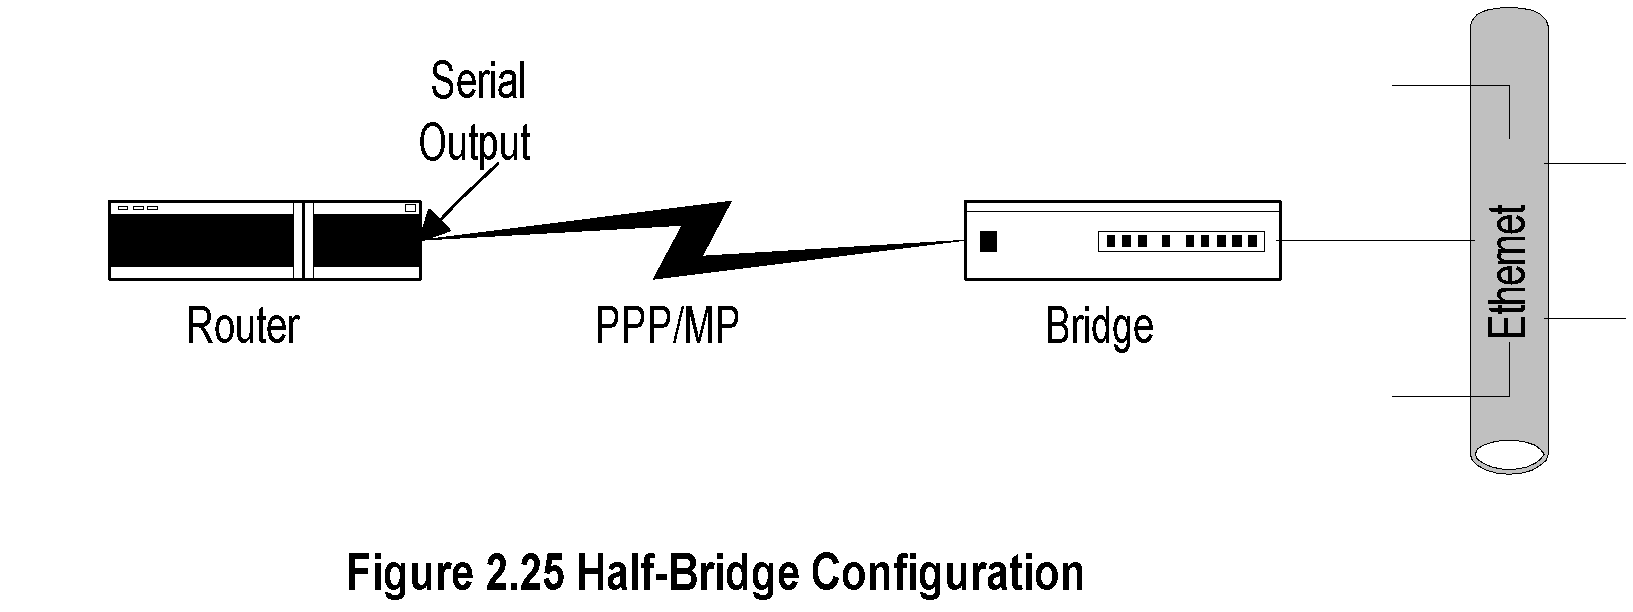 Serial
Output
Router
PPP/MP
Bridge
Ethernet
Figure 2.25 Half-Bridge Configuration